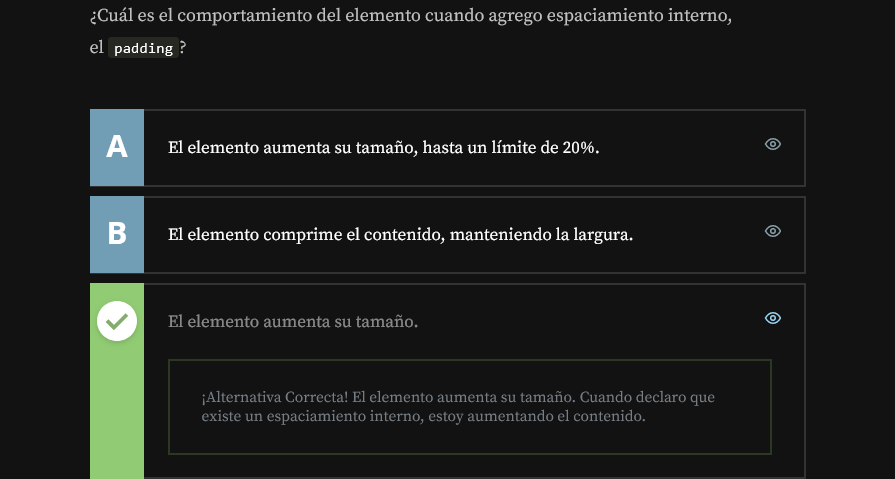 ¿Cuál es el comportamiento del elemento cuando agrego espaciamiento interno,
el padding?
A
El elemento aumenta su tamaño, hasta un límite de 20%.
B
El elemento comprime el contenido, manteniendo la largura.
El elemento aumenta su tamaño.
¡Alternativa Correcta! El elemento aumenta su tamaño. Cuando declaro que
existe un espaciamiento interno, estoy aumentando el contenido.